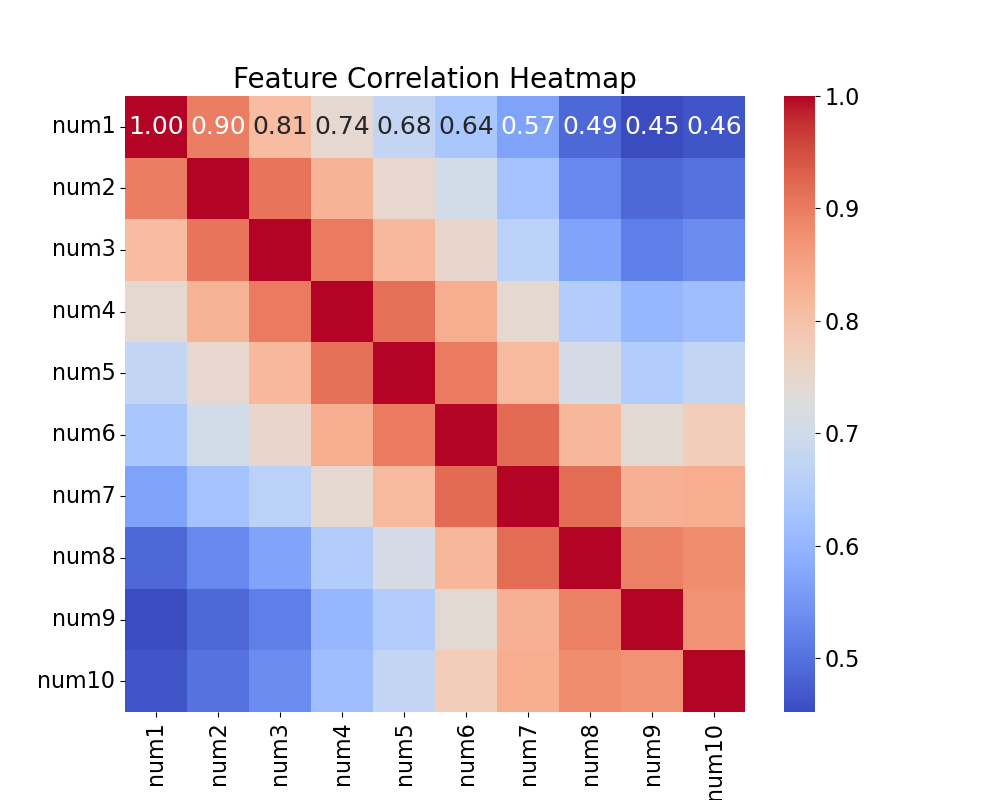 Feature Correlation Heatmap
num1 1.00 0.90 0.81 0.74 0.68 0.64 0.57 0.49 0.45 0.46
num2
num3
num4
num5
num6
num7
num8
num9
num10
num1 num2 num3 num4 num5 num6 num7 num8 num9 num10
1.0
0.9
0.8
0.7
0.6
0.5